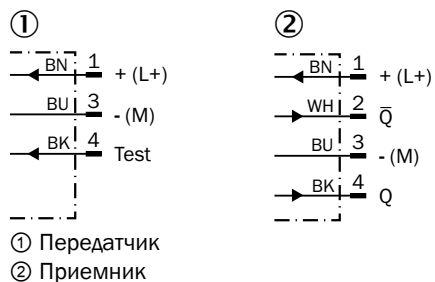 ① ②
BN 1 + (L+)
BU 3 - (M)
BK 4 Test
BN 1 + (L+)
WH 2 Q̅
BU 3 - (M)
BK 4 Q
① Передатчик
② Приемник